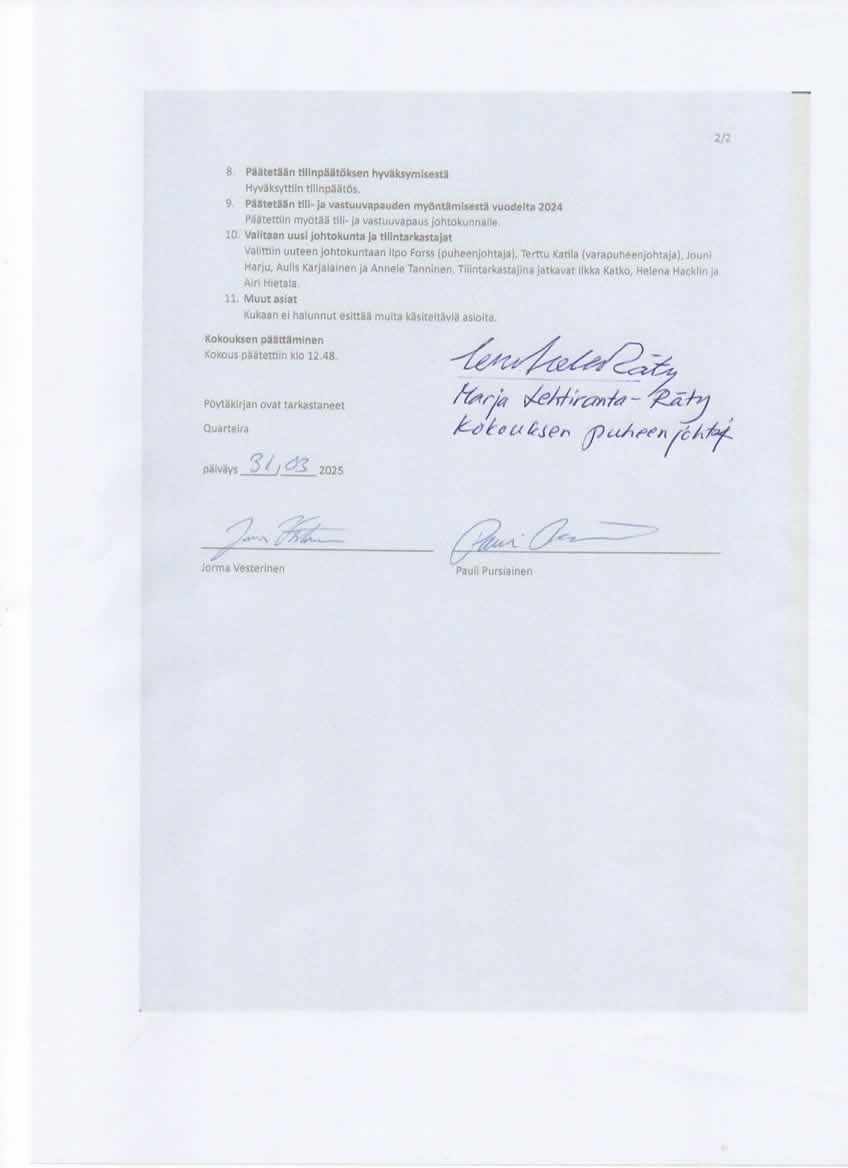 2/2
8. Päätetään tilinpäätöksen hyväksymisestä
Hyväksyttiin tilinpäätös.
9. Päätetään tili- ja vastuuvapauden myöntämisestä vuodelta 2024
Päätettiin myötää tili- ja vastuuvapaus johtokunnalle.
10. Valitaan uusi johtokunta ja tilintarkastajat
Valittiin uuteen johtokuntaan Ilpo Forss (puheenjohtaja), Terttu Katila (varapuheenjohtaja), Jouni
Harju, Aulis Karjalainen ja Annele Tanninen. Tilintarkastajina jatkavat Ilkka Katko, Helena Hacklin ja
Airi Hietala.
11. Muut asiat
Kukaan ei halunnut esittää muita käsiteltäviä asioita.
Kokouksen päättäminen
Kokous päätettiin klo 12.48.
Räty
Marja Lehtiranta-Räty
Pöytäkirjan ovat tarkastaneet
Kokouksen puheenjohtaj
Quarteira
päiväys 31,03 2025
Jorma Vesterinen
Pauli Pursiainen